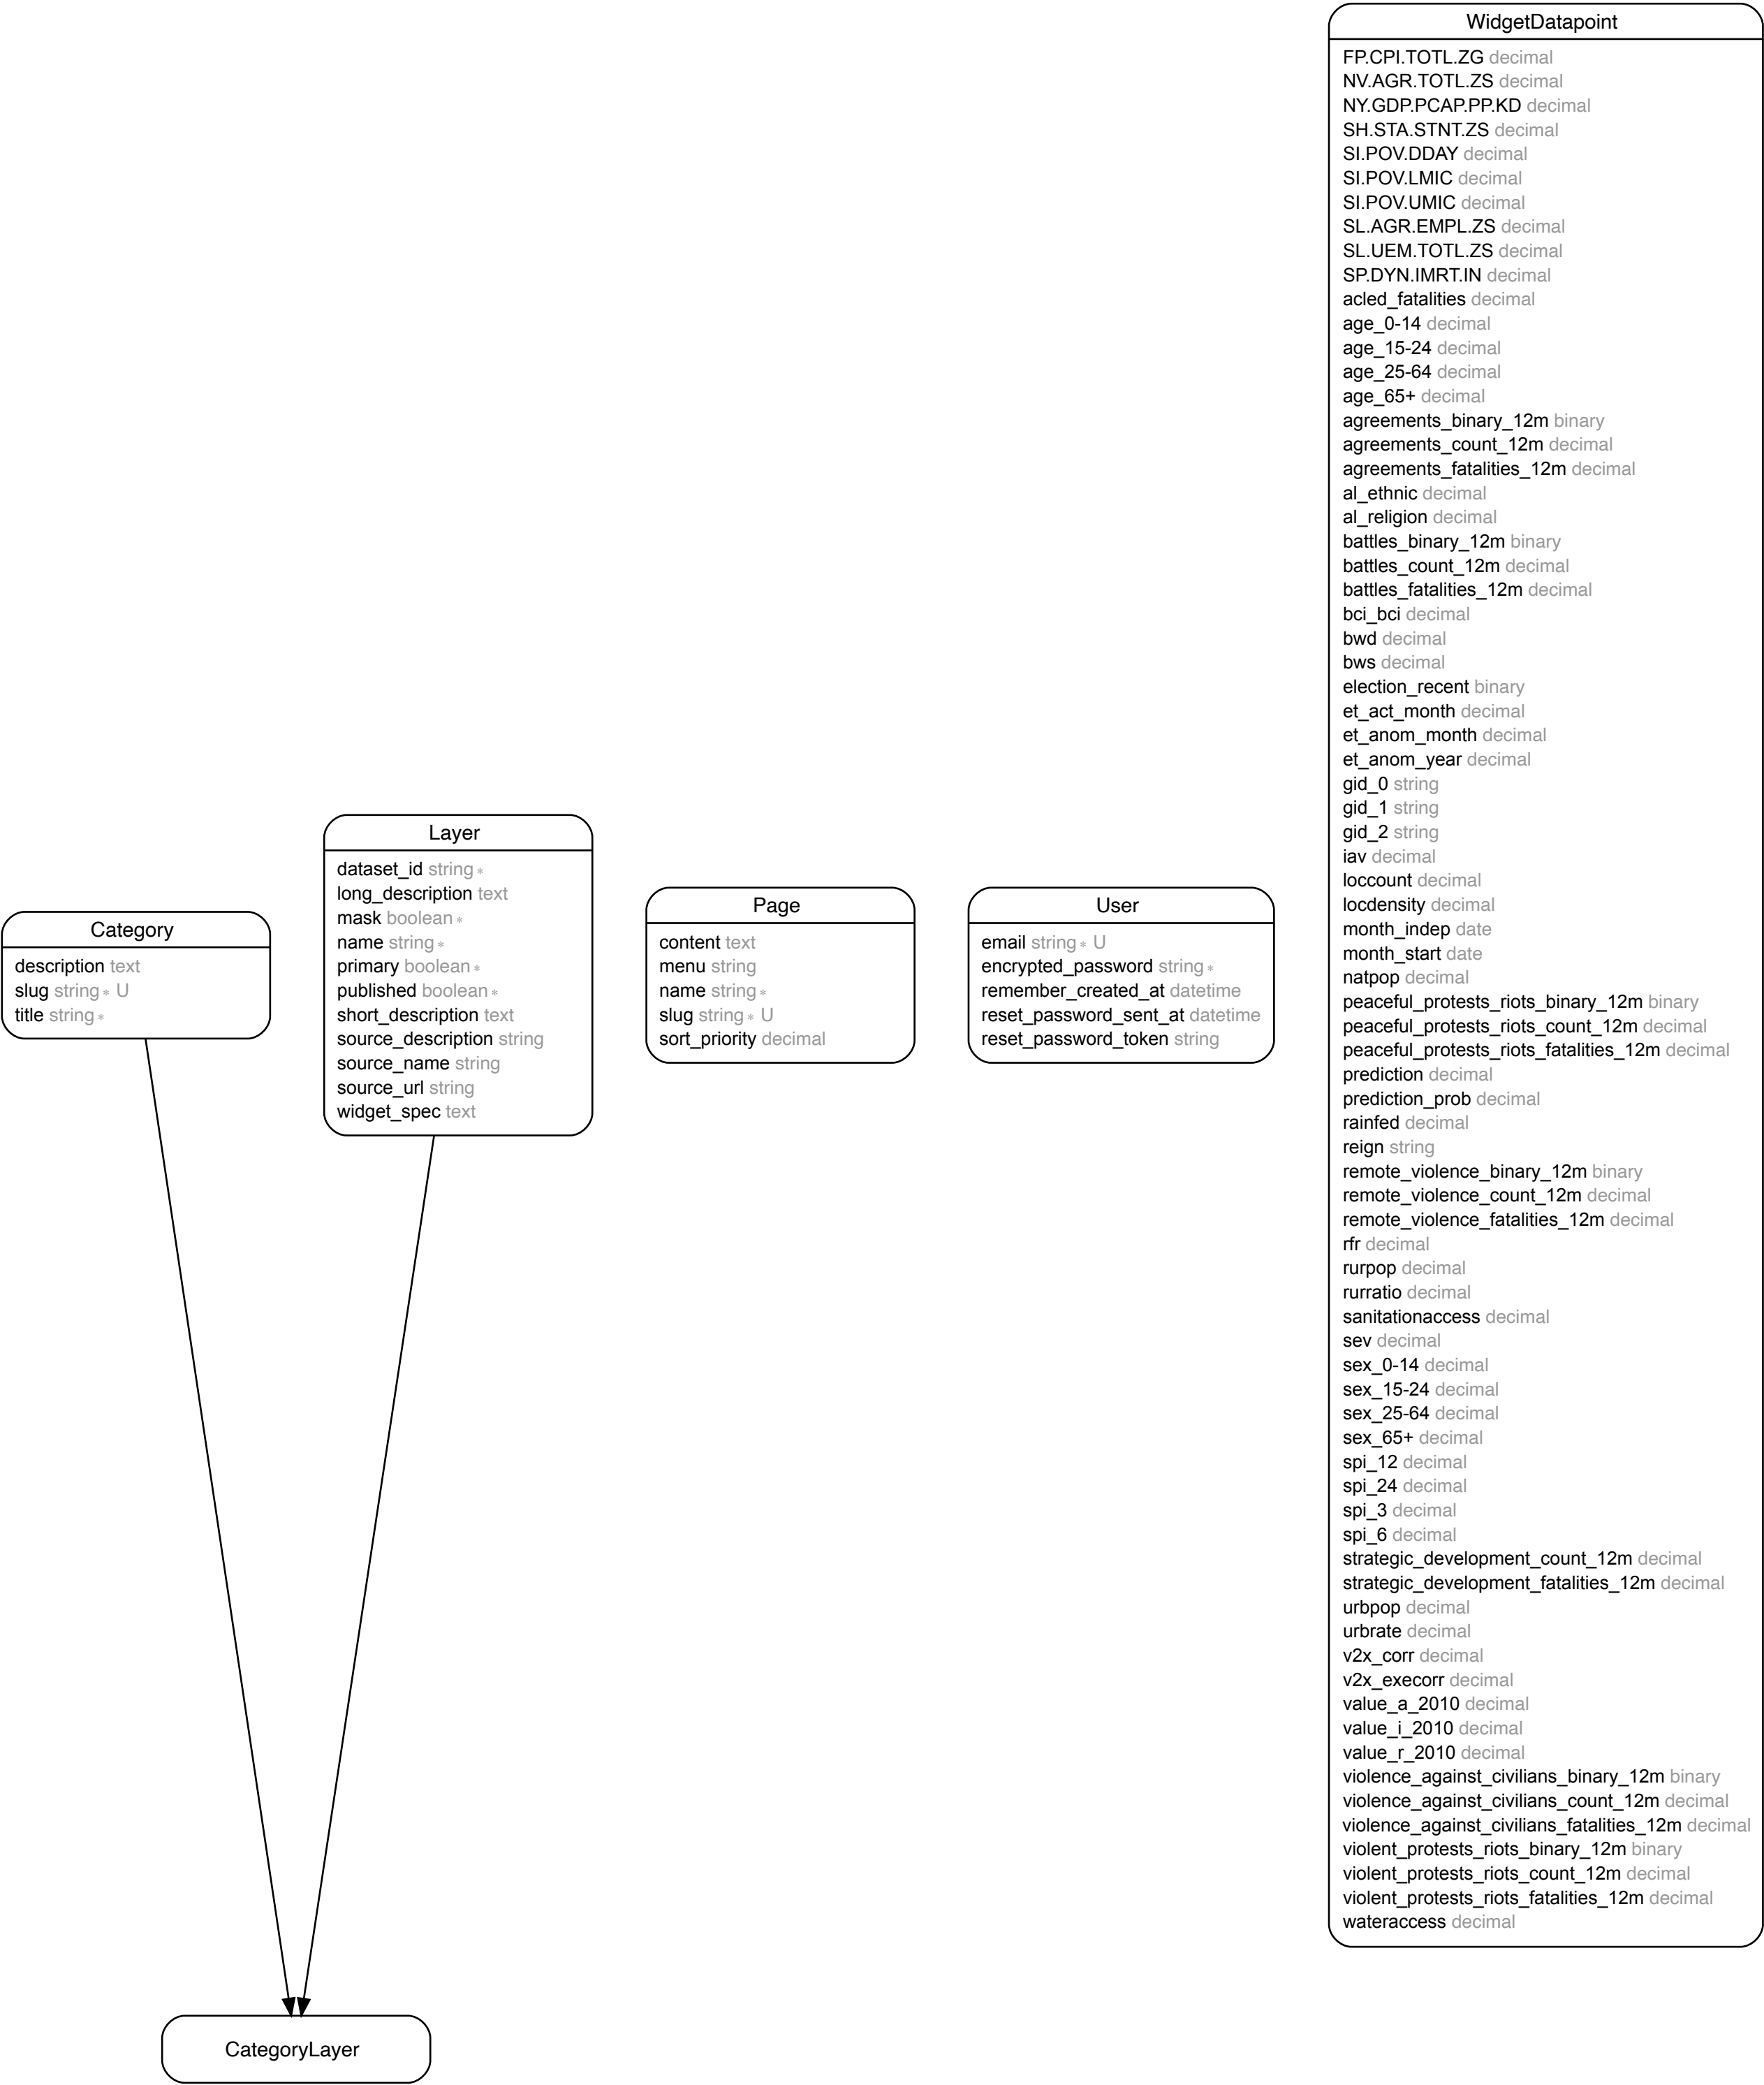 Category
description text
slug string * U
title string *
Layer
dataset_id string *
long_description text
mask boolean *
name string *
primary boolean *
published boolean *
short_description text
source_description string
source_name string
source_url string
widget_spec text
Page
content text
menu string
name string *
slug string * U
sort_priority decimal
User
email string * U
encrypted_password string *
remember_created_at datetime
reset_password_sent_at datetime
reset_password_token string
WidgetDatapoint
FP.CPI.TOTL.ZG decimal
NV.AGR.TOTL.ZS decimal
NY.GDP.PCAP.PP.KD decimal
SH.STA.STNT.ZS decimal
SI.POV.DDAY decimal
SI.POV.LMIC decimal
SI.POV.UMIC decimal
SL.AGR.EMPL.ZS decimal
SL.UEM.TOTL.ZS decimal
SP.DYN.IMRT.IN decimal
acled_fatalities decimal
age_0-14 decimal
age_15-24 decimal
age_25-64 decimal
age_65+ decimal
agreements_binary_12m binary
agreements_count_12m decimal
agreements_fatalities_12m decimal
al_ethnic decimal
al_religion decimal
battles_binary_12m binary
battles_count_12m decimal
battles_fatalities_12m decimal
bci_bci decimal
bwd decimal
bws decimal
election_recent binary
et_act_month decimal
et_anom_month decimal
et_anom_year decimal
gid_0 string
gid_1 string
gid_2 string
iav decimal
loccount decimal
locdensity decimal
month_indep date
month_start date
natpop decimal
peaceful_protests_riots_binary_12m binary
peaceful_protests_riots_count_12m decimal
peaceful_protests_riots_fatalities_12m decimal
prediction decimal
prediction_prob decimal
rainfed decimal
reign string
remote_violence_binary_12m binary
remote_violence_count_12m decimal
remote_violence_fatalities_12m decimal
rfr decimal
rurpop decimal
rurratio decimal
sanitationaccess decimal
sev decimal
sex_0-14 decimal
sex_15-24 decimal
sex_25-64 decimal
sex_65+ decimal
spi_12 decimal
spi_24 decimal
spi_3 decimal
spi_6 decimal
strategic_development_count_12m decimal
strategic_development_fatalities_12m decimal
urbpop decimal
urbrate decimal
v2x_corr decimal
v2x_execorr decimal
value_a_2010 decimal
value_i_2010 decimal
value_r_2010 decimal
violence_against_civilians_binary_12m binary
violence_against_civilians_count_12m decimal
violence_against_civilians_fatalities_12m decimal
violent_protests_riots_binary_12m binary
violent_protests_riots_count_12m decimal
violent_protests_riots_fatalities_12m decimal
wateraccess decimal
CategoryLayer